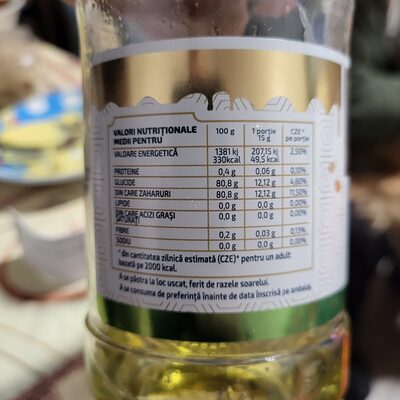 VALORI NUTRIȚIONALE MEDII PENTRU 100 g 1 porție 15 g CZE * pe porție
VALOARE ENERGETICĂ 1381 kj 330kcal 207,15 kj 49,5 kcal 2,50%
PROTEINE 0,4 g 0,06 g 0,10%
GLUCIDE 80,8 g 12,12 g 4,60%
DIN CARE ZAHARURI 80,8 g 12,12 g 11,50%
LIPIDE 0,0 g 0,0 g 0,00%
DIN CARE ACIZI GRAȘI SATURAȚI 0,0 g 0,0 g 0,00%
FIBRE 0,2 g 0,03 g 0,13%
SODIU 0,0 g 0,0 g 0,00%
* din cantitatea zilnică estimată (CZE)* pentru un adult
bazată pe 2000 kcal.
A se păstra la loc uscat, ferit de razele soarelui.
A se consuma de preferință înainte de data înscrisă pe ambalaj.